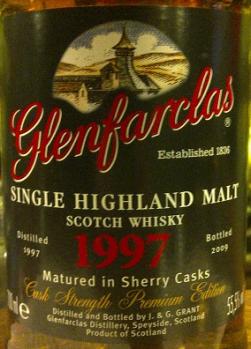 Glenfarclas
Established 1836
SINGLE HIGHLAND MALT
SCOTCH WHISKY
Distilled 1997 Bottled
1997 2009
Matured in Sherry Casks
Cask Strength Premium Edition
Distilled and Bottled by J. & G. GRANT
Glenfarclas Distillery, Speyside, Scotland
Product of Scotland